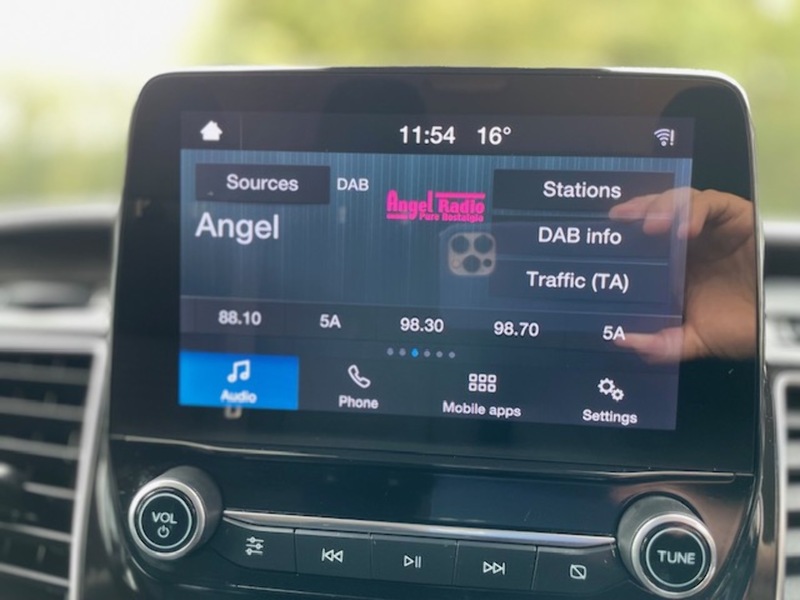 11:54 16°
Sources DAB
Angel Radio
Pure Nostalgia
Stations
Angel
DAB info
Traffic (TA)
88.10 5A 98.30 98.70 5A
Audio Phone Mobile apps Settings
VOL
TUNE